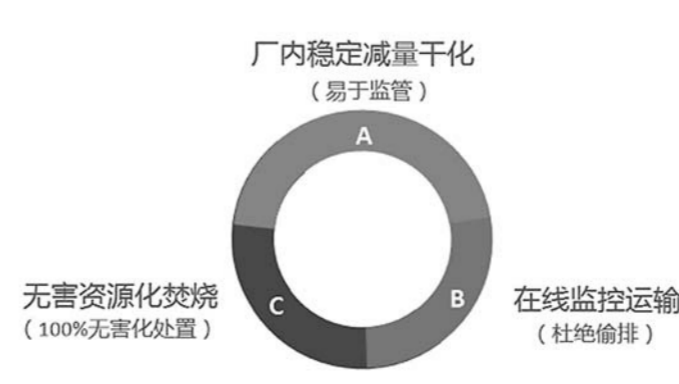 厂内稳定减量干化
（易于监管）
A
B
C
无害资源化焚烧
（100%无害化处置）
在线监控运输
（杜绝偷排）